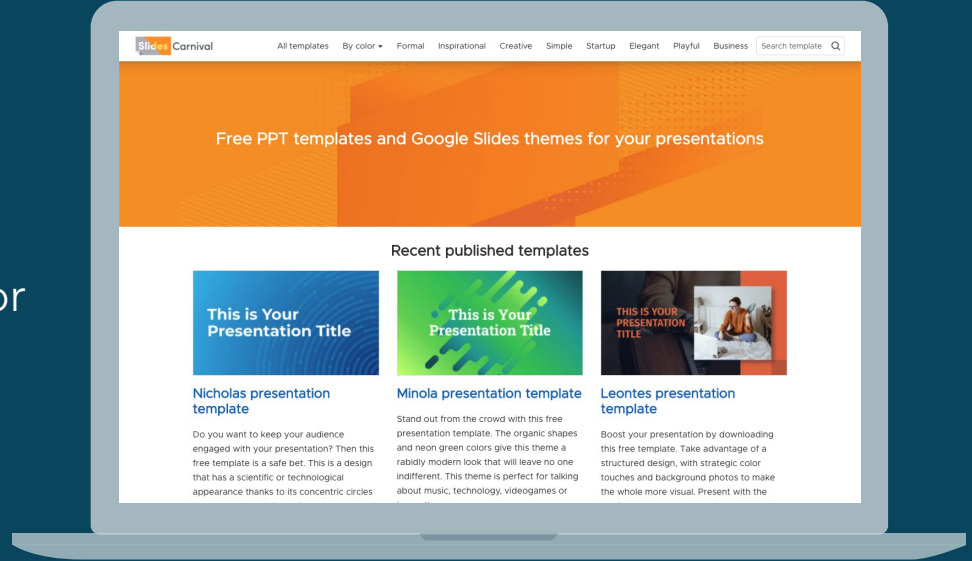 Slides Carnival
All templates By color Formal Inspirational Creative Simple Startup Elegant Playful Business Search template
Free PPT templates and Google Slides themes for your presentations
or
Recent published templates
This is Your
Presentation Title
Nicholas presentation
template
Do you want to keep your audience
engaged with your presentation? Then this
free template is a safe bet. This is a design
that has a scientific or technological
appearance thanks to its concentric circles
This is Your
Presentation Title
Minola presentation template
Stand out from the crowd with this free
presentation template. The organic shapes
and neon green colors give this theme a
rabidly modern look that will leave no one
indifferent. This theme is perfect for talking
about music, technology, videogames or
THIS IS YOUR
PRESENTATION
TITLE
Leontes presentation
template
Boost your presentation by downloading
this free template. Take advantage of a
structured design, with strategic color
touches and background photos to make
the whole more visual. Present with the